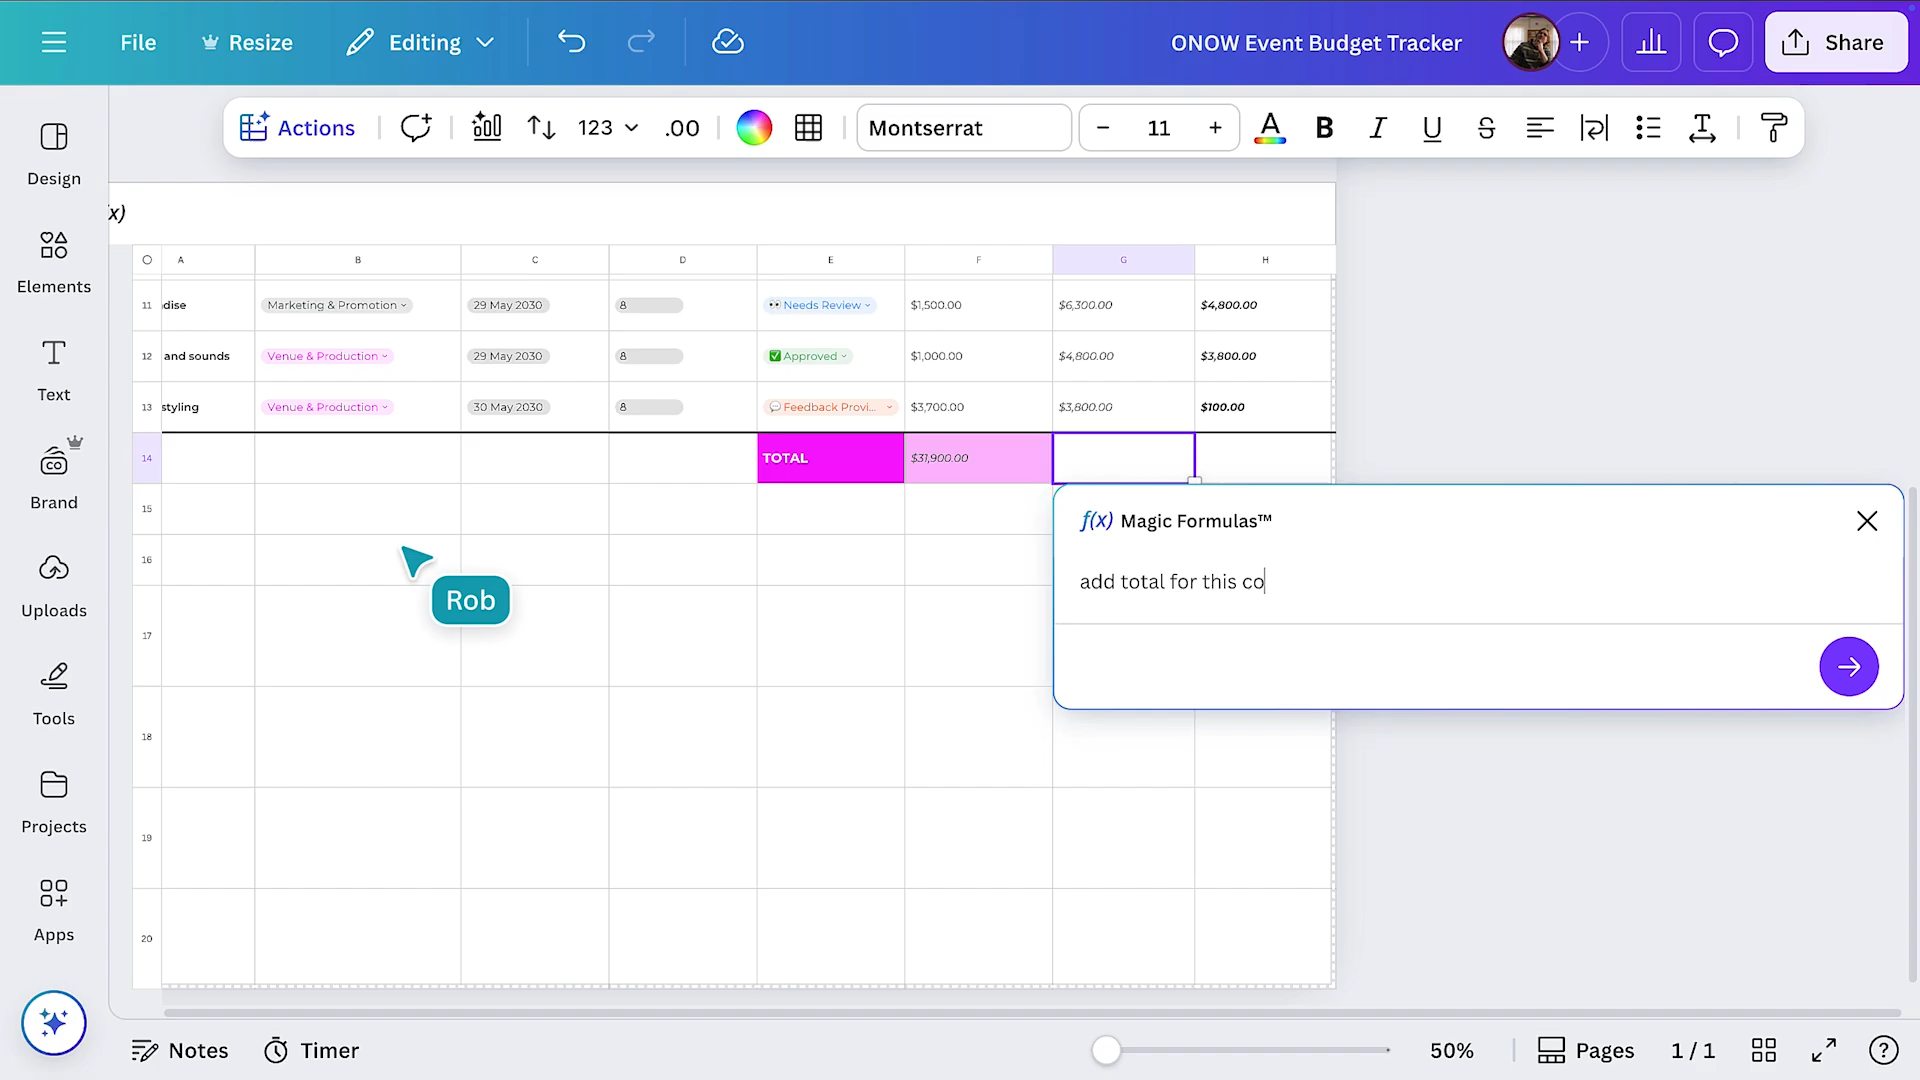 File
Resize
Editing
ONOW Event Budget Tracker
Share
Actions
123
.00
Montserrat
- 11 +
A B I U S
Design
Elements
Text
Brand
Uploads
Tools
Projects
Apps
x)
A B C D E F G H
11 dise Marketing & Promotion 29 May 2030 8 👀 Needs Review $1,500.00 $6,300.00 $4,800.00
12 and sounds Venue & Production 29 May 2030 8 ✅ Approved $1,000.00 $4,800.00 $3,800.00
13 styling Venue & Production 30 May 2030 8 💬 Feedback Provi... $3,700.00 $3,800.00 $100.00
14 TOTAL $31,900.00
15
16
17
18
19
20
Rob
f(x) Magic Formulas™
add total for this co
CO
Notes
Timer
50%
Pages
1 / 1
?